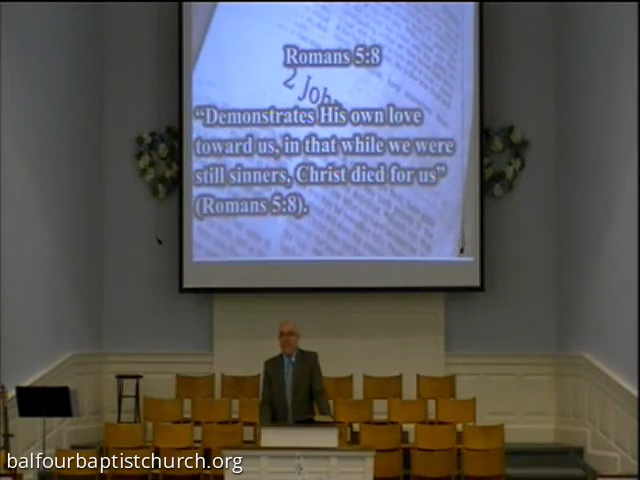 Romans 5:8
2 Joh
“Demonstrates His own love
toward us, in that while we were
still sinners, Christ died for us”
(Romans 5:8).
balfourbaptistchurch.org